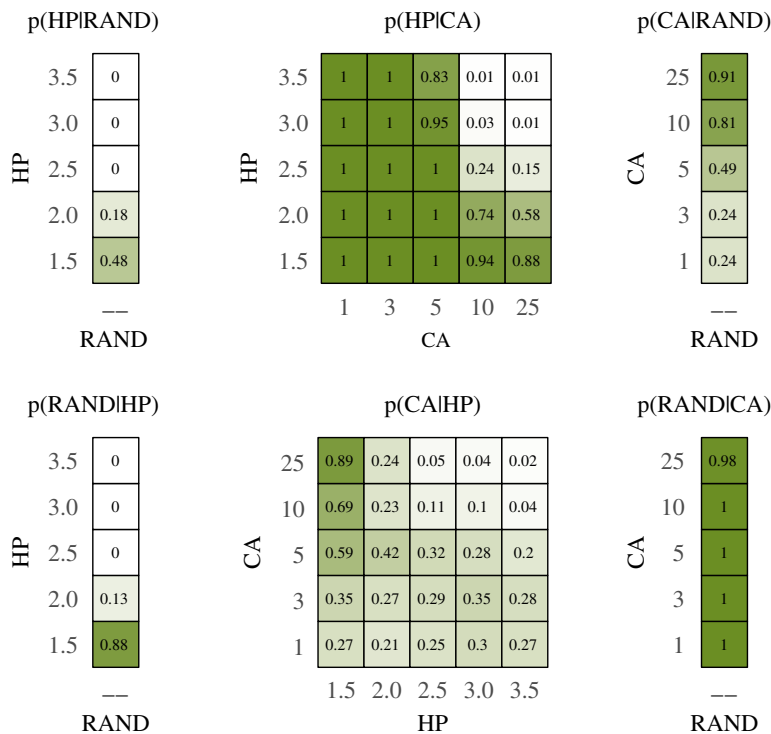 p(HP|RAND)
3.5 0
3.0 0
HP 2.5 0
2.0 0.18
1.5 0.48
__
RAND
p(HP|CA)
3.5 1 1 0.83 0.01 0.01
3.0 1 1 0.95 0.03 0.01
HP 2.5 1 1 1 0.24 0.15
2.0 1 1 1 0.74 0.58
1.5 1 1 1 0.94 0.88
1 3 5 10 25
CA
p(CA|RAND)
25 0.91
10 0.81
CA 5 0.49
3 0.24
1 0.24
__
RAND
p(RAND|HP)
3.5 0
3.0 0
HP 2.5 0
2.0 0.13
1.5 0.88
__
RAND
p(CA|HP)
25 0.89 0.24 0.05 0.04 0.02
10 0.69 0.23 0.11 0.1 0.04
CA 5 0.59 0.42 0.32 0.28 0.2
3 0.35 0.27 0.29 0.35 0.28
1 0.27 0.21 0.25 0.3 0.27
1.5 2.0 2.5 3.0 3.5
HP
p(RAND|CA)
25 0.98
10 1
CA 5 1
3 1
1 1
__
RAND